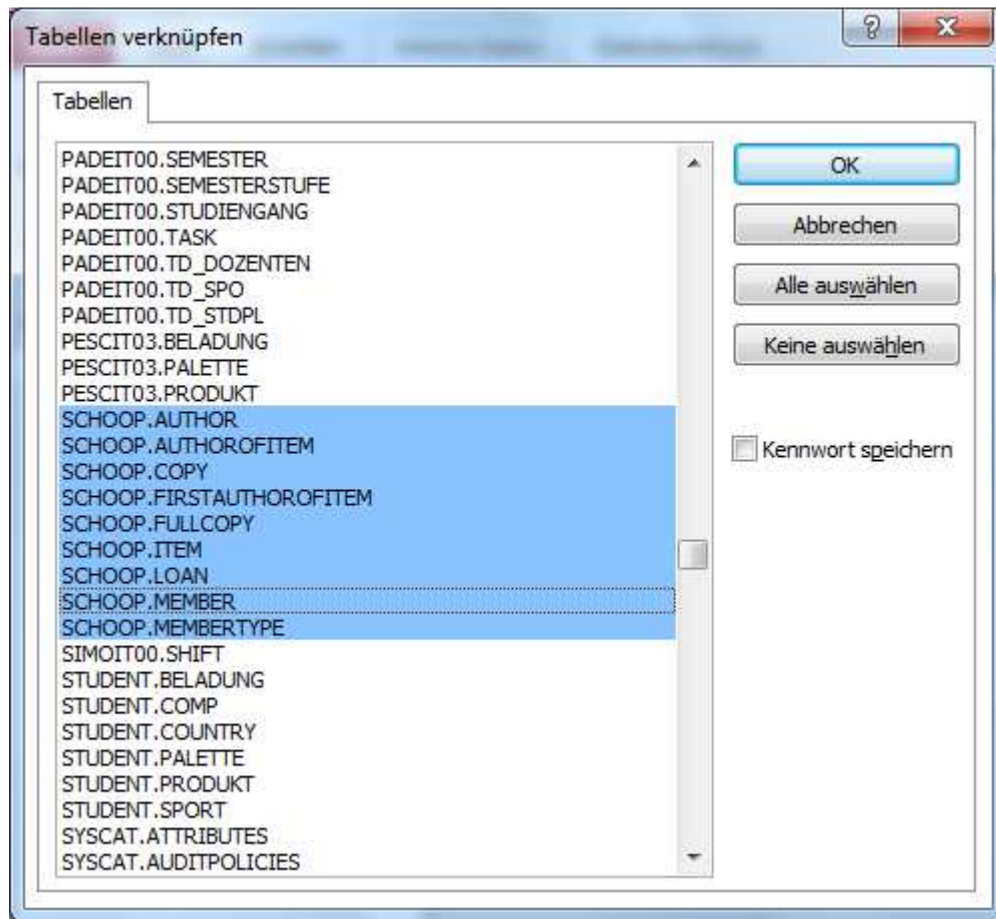 Tabellen verknüpfen
Tabellen
PADEIT00.SEMESTER
PADEIT00.SEMESTERSTUFE
PADEIT00.STUDIENGANG
PADEIT00.TASK
PADEIT00.TD_DOZENTEN
PADEIT00.TD_SPO
PADEIT00.TD_STDPL
PESCIT03.BELADUNG
PESCIT03.PALETTE
PESCIT03.PRODUKT
SCHOOP.AUTHOR
SCHOOP.AUTHOROFITEM
SCHOOP.COPY
SCHOOP.FIRSTAUTHOROFITEM
SCHOOP.FULLCOPY
SCHOOP.ITEM
SCHOOP.LOAN
SCHOOP.MEMBER
SCHOOP.MEMBERTYPE
SIMOIT00.SHIFT
STUDENT.BELADUNG
STUDENT.COMP
STUDENT.COUNTRY
STUDENT.PALETTE
STUDENT.PRODUKT
STUDENT.SPORT
SYSCAT.ATTRIBUTES
SYSCAT.AUDITPOLICIES
OK
Abbrechen
Alle auswählen
Keine auswählen
Kennwort speichern